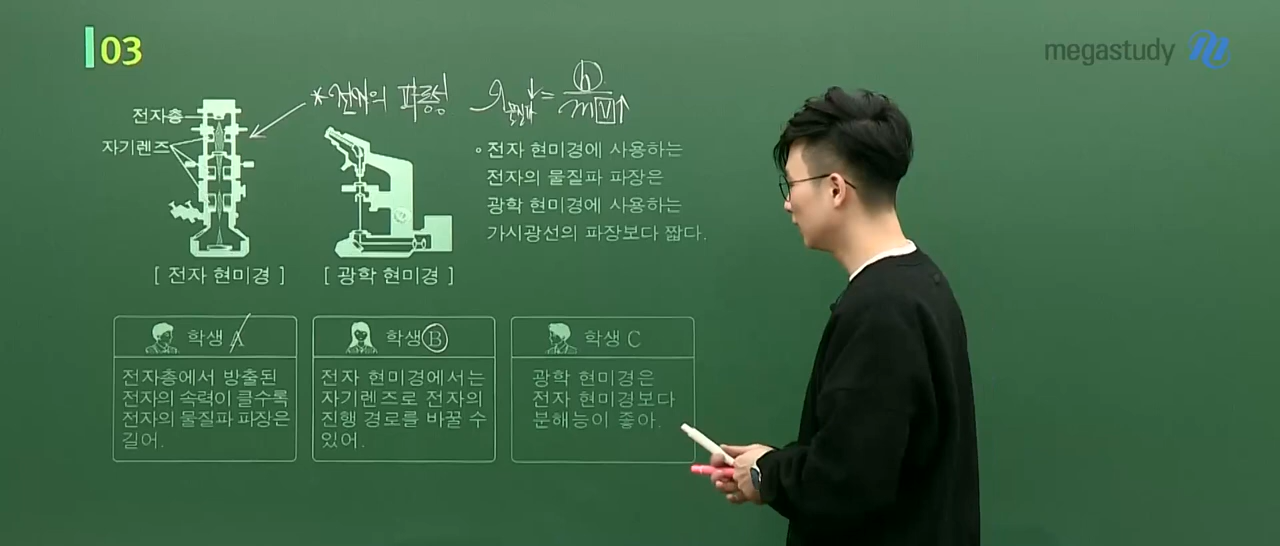 03
megastudy
*전자의 파동성
λ물질파↓ = h / m v↑
전자총
자기렌즈
[ 전자 현미경 ]
[ 광학 현미경 ]
∘ 전자 현미경에 사용하는
전자의 물질파 파장은
광학 현미경에 사용하는
가시광선의 파장보다 짧다.
학생 A
전자총에서 방출된
전자의 속력이 클수록
전자의 물질파 파장은
길어.
학생 B
전자 현미경에서는
자기렌즈로 전자의
진행 경로를 바꿀 수
있어.
학생 C
광학 현미경은
전자 현미경보다
분해능이 좋아.